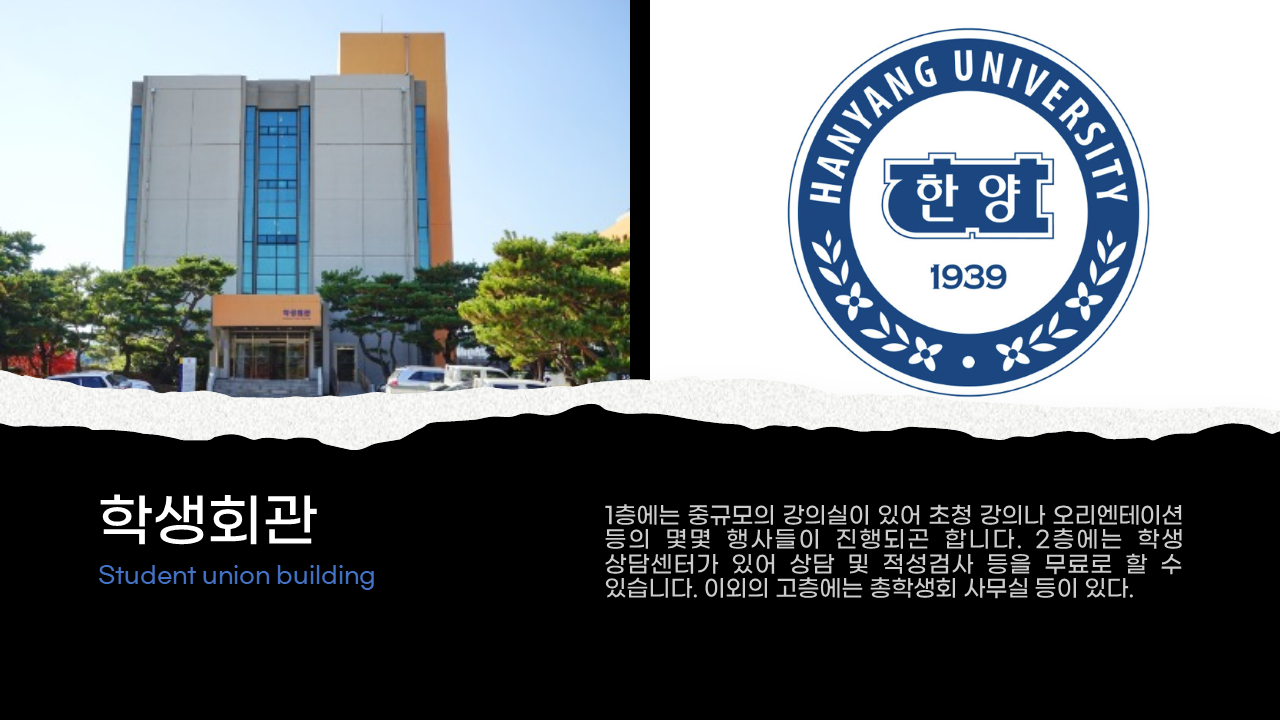 학생회관
HANYANG UNIVERSITY
한양
1939
학생회관
Student union building
1층에는 중규모의 강의실이 있어 초청 강의나 오리엔테이션
등의 몇몇 행사들이 진행되곤 합니다. 2층에는 학생
상담센터가 있어 상담 및 적성검사 등을 무료로 할 수
있습니다. 이외의 고층에는 총학생회 사무실 등이 있다.